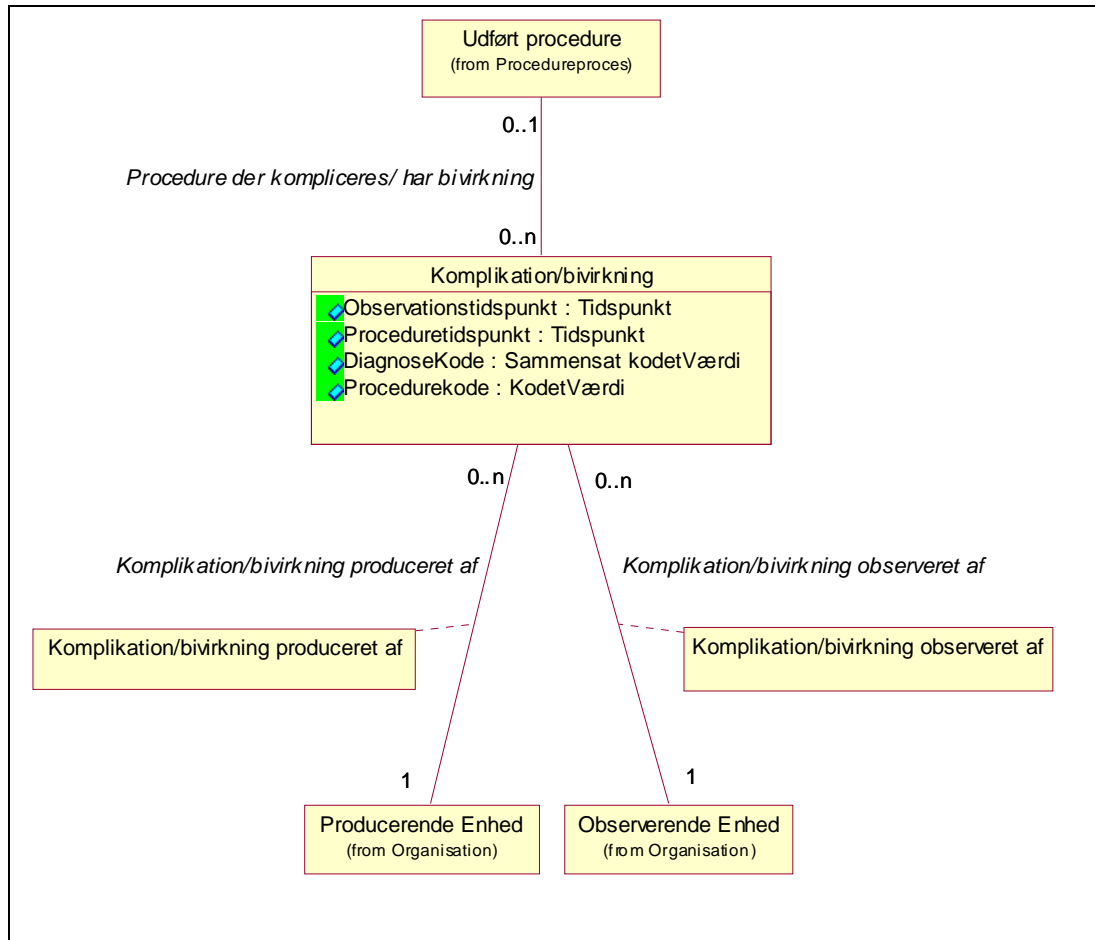 Udført procedure
(from Procedureproces)
0..1
Procedure der kompliceres/ har bivirkning
0..n
Komplikation/bivirkning
Observationstidspunkt : Tidspunkt
Proceduretidspunkt : Tidspunkt
DiagnoseKode : Sammensat kodetVærdi
Procedurekode : KodetVærdi
0..n
0..n
Komplikation/bivirkning produceret af
Komplikation/bivirkning observeret af
Komplikation/bivirkning produceret af
Komplikation/bivirkning observeret af
1
1
Producerende Enhed
(from Organisation)
Observerende Enhed
(from Organisation)